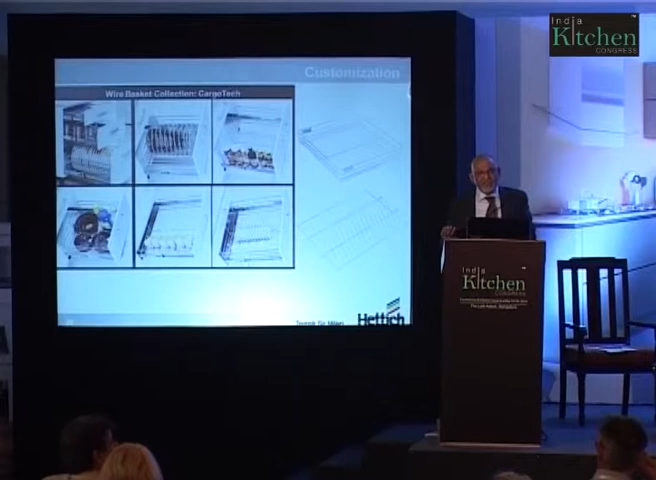 India
Kitchen
CONGRESS
Customization
Wire Basket Collection: CargoTech
Technik für Möbel
Hettich
India
Kitchen
CONGRESS